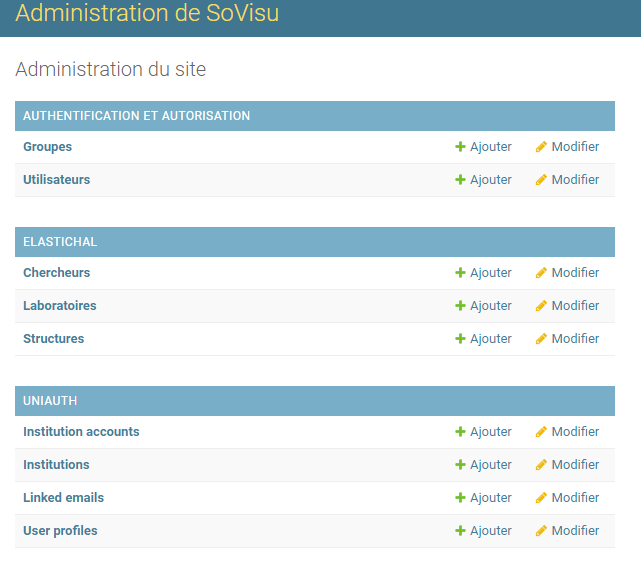 Administration de SoVisu
Administration du site
AUTHENTIFICATION ET AUTORISATION
Groupes Ajouter Modifier
Utilisateurs Ajouter Modifier
ELASTICHAL
Chercheurs Ajouter Modifier
Laboratoires Ajouter Modifier
Structures Ajouter Modifier
UNIAUTH
Institution accounts Ajouter Modifier
Institutions Ajouter Modifier
Linked emails Ajouter Modifier
User profiles Ajouter Modifier